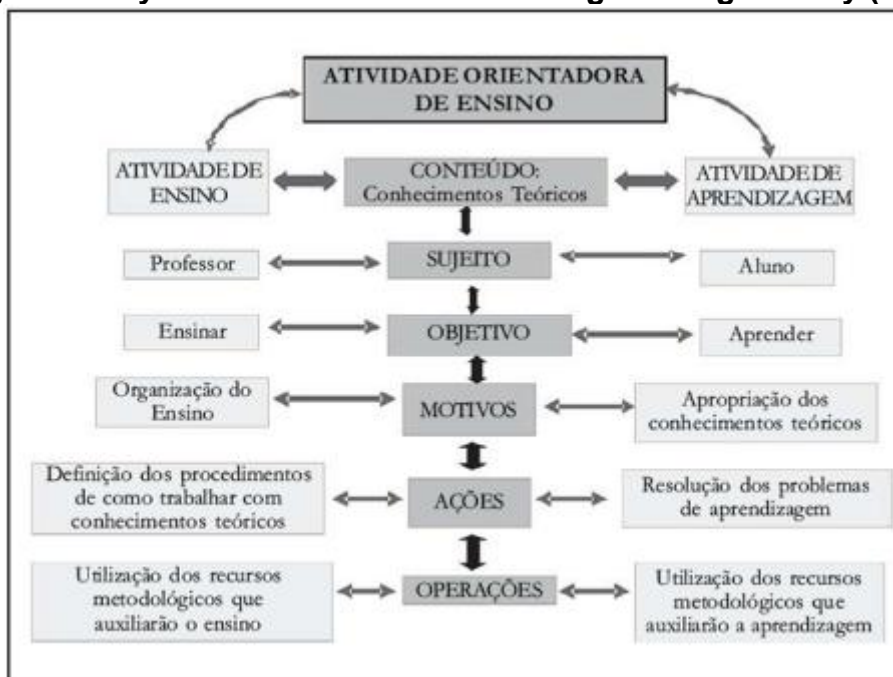 ATIVIDADE ORIENTADORA
DE ENSINO
ATIVIDADE DE
ENSINO
CONTEÚDO:
Conhecimentos Teóricos
ATIVIDADE DE
APRENDIZAGEM
Professor
SUJEITO
Aluno
Ensinar
OBJETIVO
Aprender
Organização do
Ensino
MOTIVOS
Apropriação dos
conhecimentos teóricos
Definição dos procedimentos
de como trabalhar com
conhecimentos teóricos
AÇÕES
Resolução dos problemas
de aprendizagem
Utilização dos recursos
metodológicos que
auxiliarão o ensino
OPERAÇÕES
Utilização dos recursos
metodológicos que
auxiliarão a aprendizagem